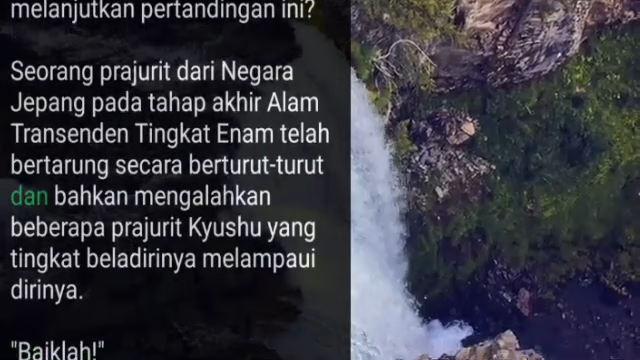 melanjutkan pertandingan ini?
Seorang prajurit dari Negara
Jepang pada tahap akhir Alam
Transenden Tingkat Enam telah
bertarung secara berturut-turut
dan bahkan mengalahkan
beberapa prajurit Kyushu yang
tingkat beladirinya melampaui
dirinya.
"Baiklah!"